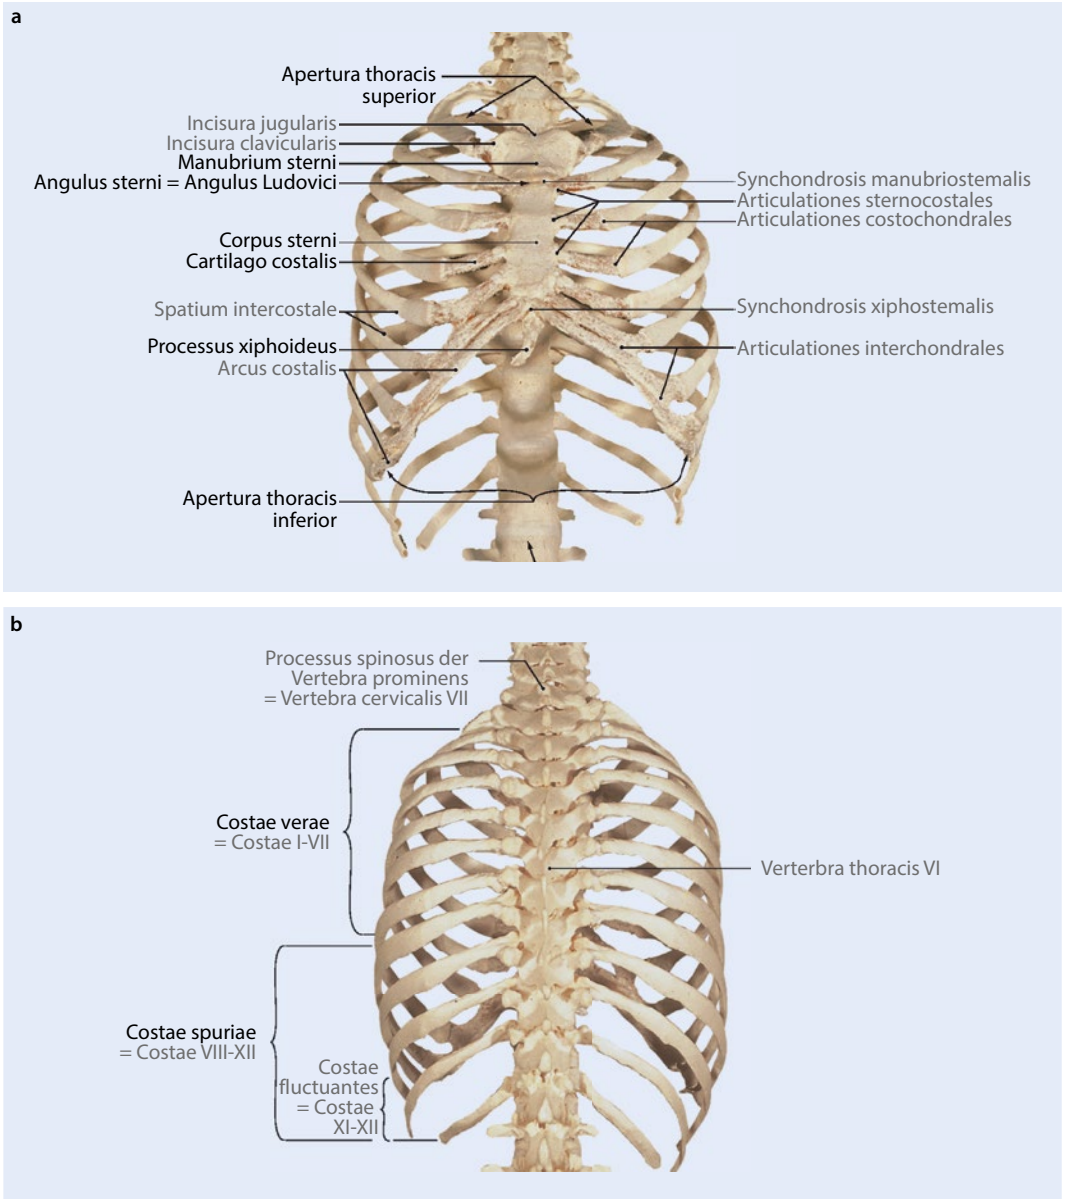 a
Apertura thoracis
superior
Incisura jugularis
Incisura clavicularis
Manubrium sterni
Angulus sterni = Angulus Ludovici
Corpus sterni
Cartilago costalis
Spatium intercostale
Processus xiphoideus
Arcus costalis
Apertura thoracis
inferior
Synchondrosis manubriostemalis
Articulationes sternocostales
Articulationes costochondrales
Synchondrosis xiphostemalis
Articulationes interchondrales
b
Processus spinosus der
Vertebra prominens
= Vertebra cervicalis VII
Costae verae
= Costae I-VII
Verterbra thoracis VI
Costae spuriae
= Costae VIII-XII
Costae
fluctuantes
= Costae
XI-XII